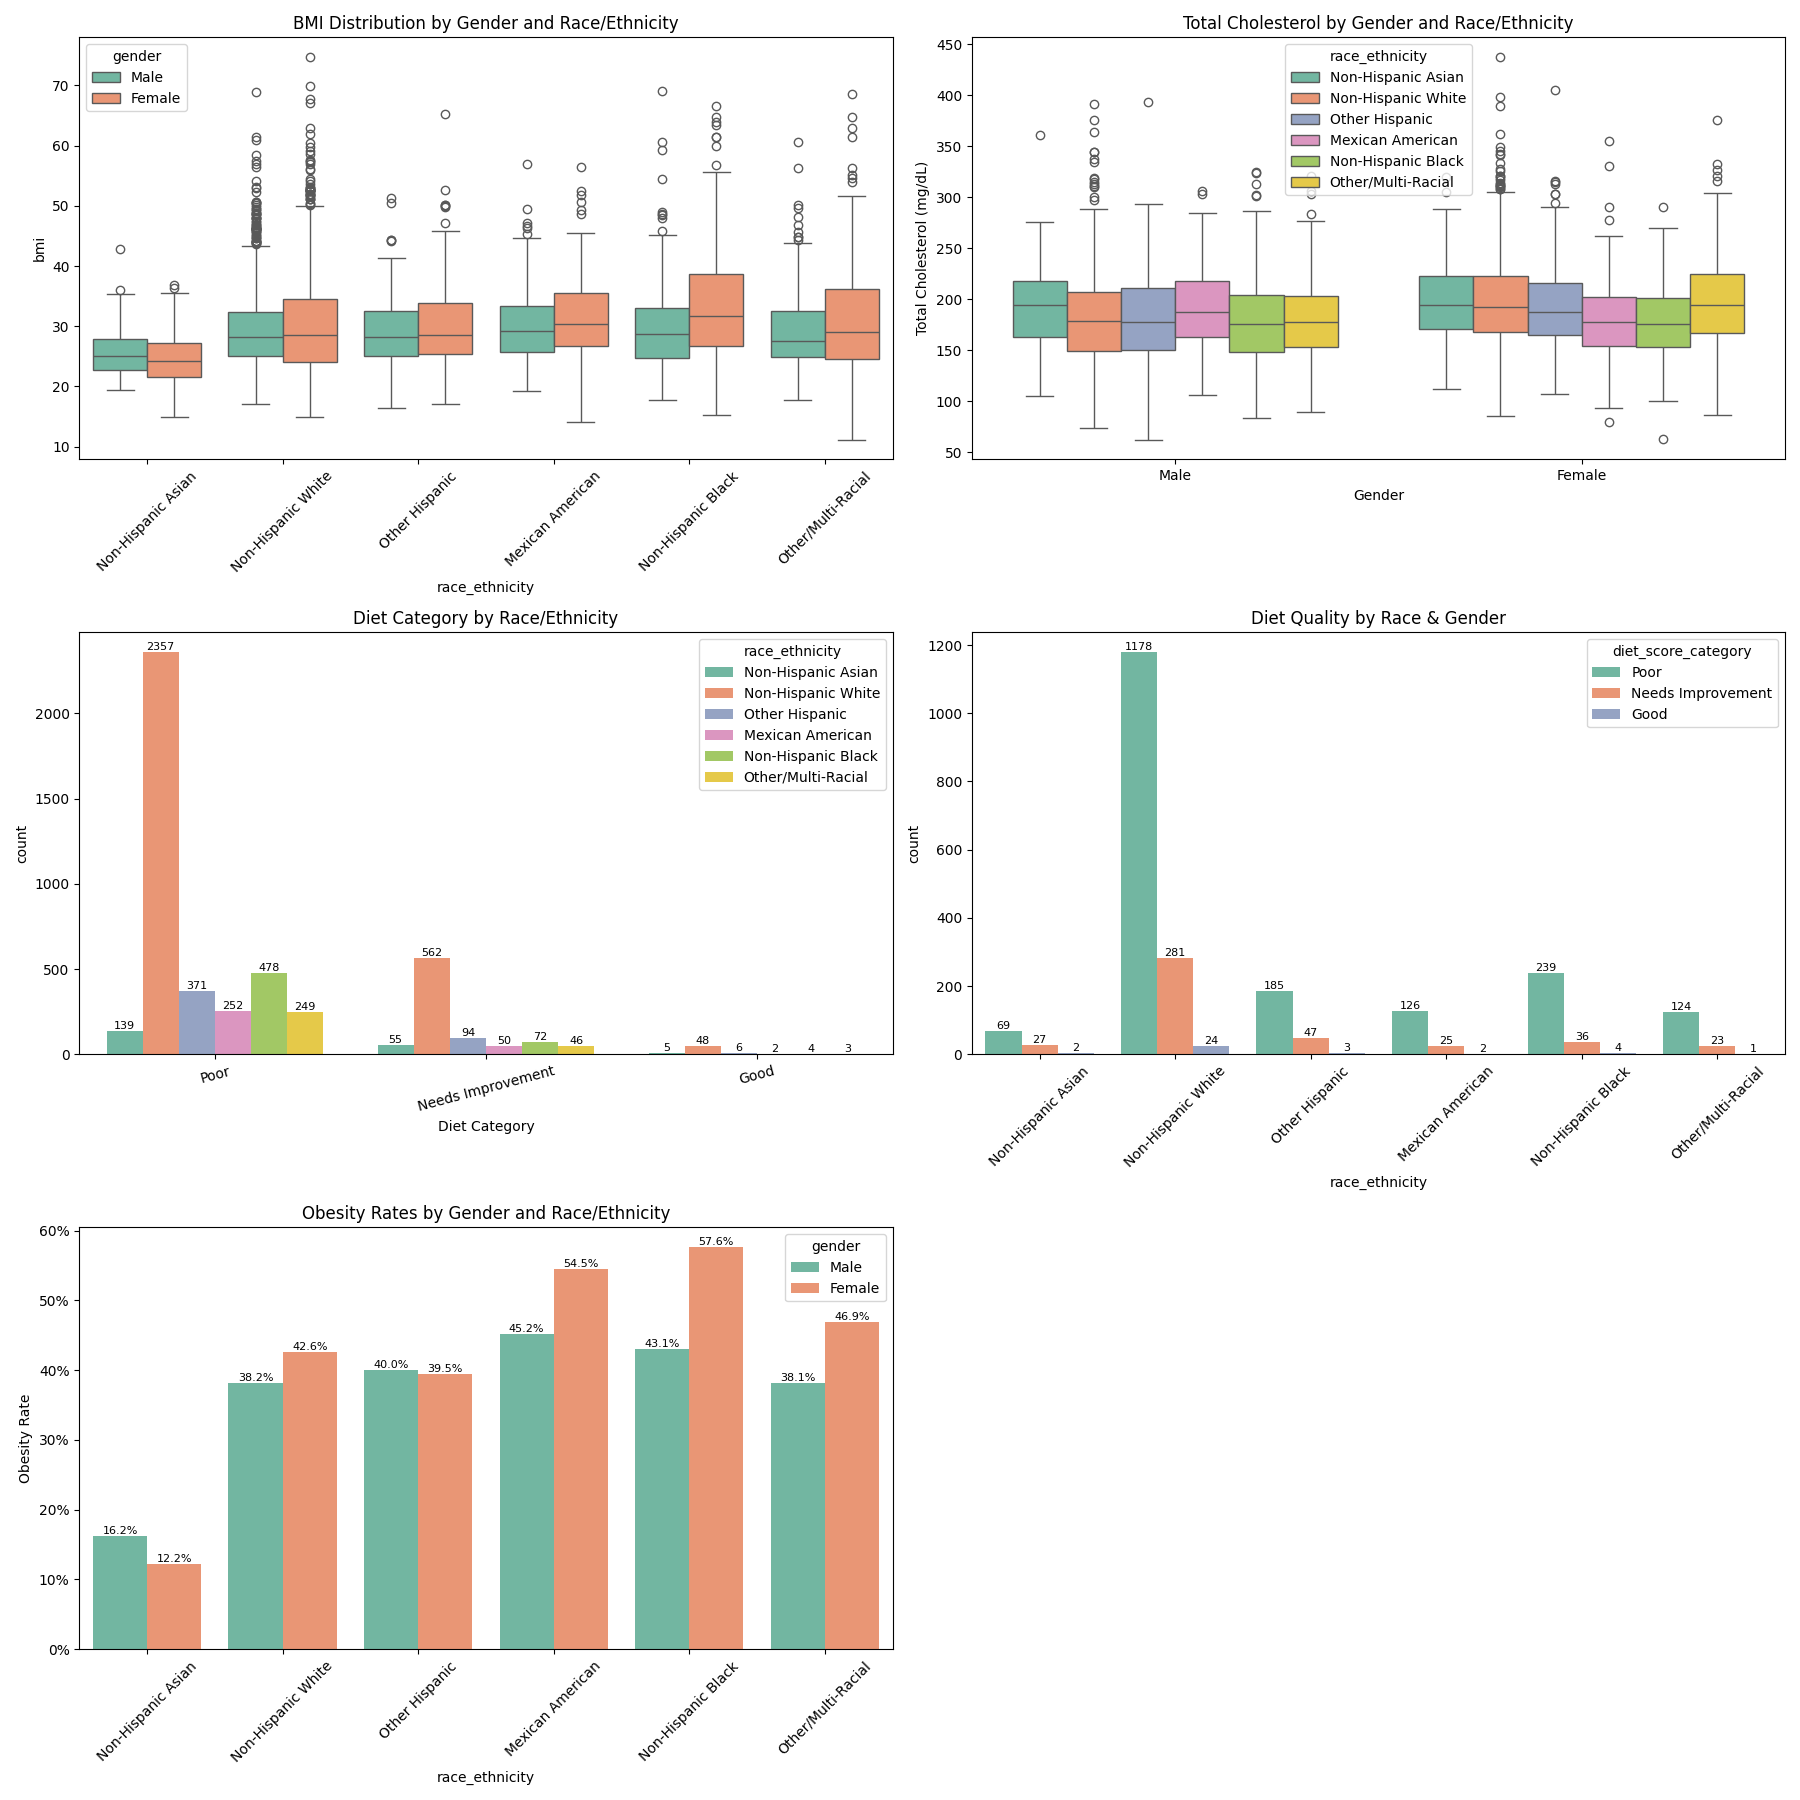 BMI Distribution by Gender and Race/Ethnicity
gender
Male
Female
70
60
50
40
30
20
10
bmi
Non-Hispanic Asian
Non-Hispanic White
Other Hispanic
Mexican American
Non-Hispanic Black
Other/Multi-Racial
race_ethnicity
Total Cholesterol by Gender and Race/Ethnicity
race_ethnicity
Non-Hispanic Asian
Non-Hispanic White
Other Hispanic
Mexican American
Non-Hispanic Black
Other/Multi-Racial
450
400
350
300
250
200
150
100
50
Total Cholesterol (mg/dL)
Male
Female
Gender
Diet Category by Race/Ethnicity
race_ethnicity
Non-Hispanic Asian
Non-Hispanic White
Other Hispanic
Mexican American
Non-Hispanic Black
Other/Multi-Racial
2000
1500
1000
500
0
count
139
2357
371
252
478
249
55
562
94
50
72
46
5
48
6
2
4
3
Poor
Needs Improvement
Good
Diet Category
Diet Quality by Race & Gender
diet_score_category
Poor
Needs Improvement
Good
1200
1000
800
600
400
200
0
count
69
27
2
1178
281
24
185
47
3
126
25
2
239
36
4
124
23
1
Non-Hispanic Asian
Non-Hispanic White
Other Hispanic
Mexican American
Non-Hispanic Black
Other/Multi-Racial
race_ethnicity
Obesity Rates by Gender and Race/Ethnicity
gender
Male
Female
60%
50%
40%
30%
20%
10%
0%
Obesity Rate
16.2%
12.2%
38.2%
42.6%
40.0%
39.5%
45.2%
54.5%
43.1%
57.6%
38.1%
46.9%
Non-Hispanic Asian
Non-Hispanic White
Other Hispanic
Mexican American
Non-Hispanic Black
Other/Multi-Racial
race_ethnicity